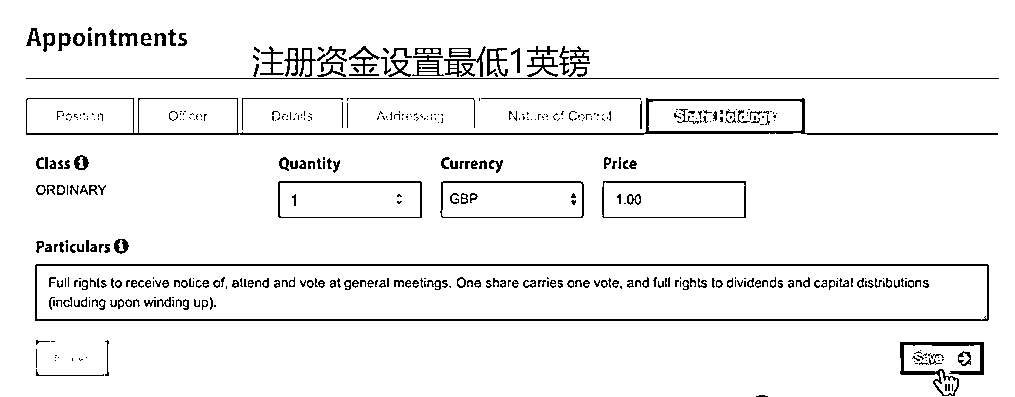 Appointments
注册资金设置最低1英镑
Position Officer Details Addressing Nature of Control Share Holdings
Class Quantity Currency Price
ORDINARY 1 GBP 1.00
Particulars
Full rights to receive notice of, attend and vote at general meetings. One share carries one vote, and full rights to dividends and capital distributions
(including upon winding up).
Save